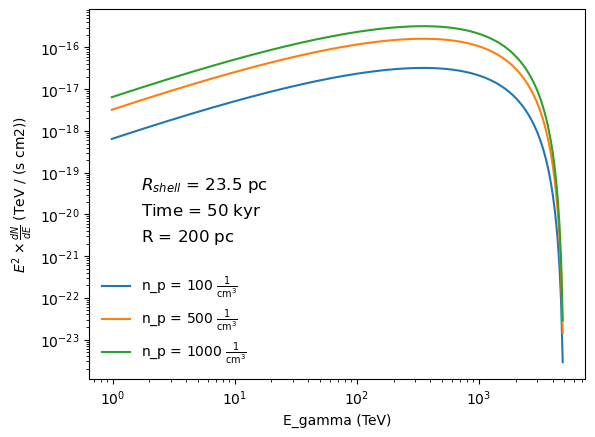 10⁻¹⁶
10⁻¹⁷
10⁻¹⁸
10⁻¹⁹
10⁻²⁰
10⁻²¹
10⁻²²
10⁻²³
E² × dN/dE (TeV / (s cm2))
R_shell = 23.5 pc
Time = 50 kyr
R = 200 pc
n_p = 100 1/cm³
n_p = 500 1/cm³
n_p = 1000 1/cm³
10⁰ 10¹ 10² 10³
E_gamma (TeV)